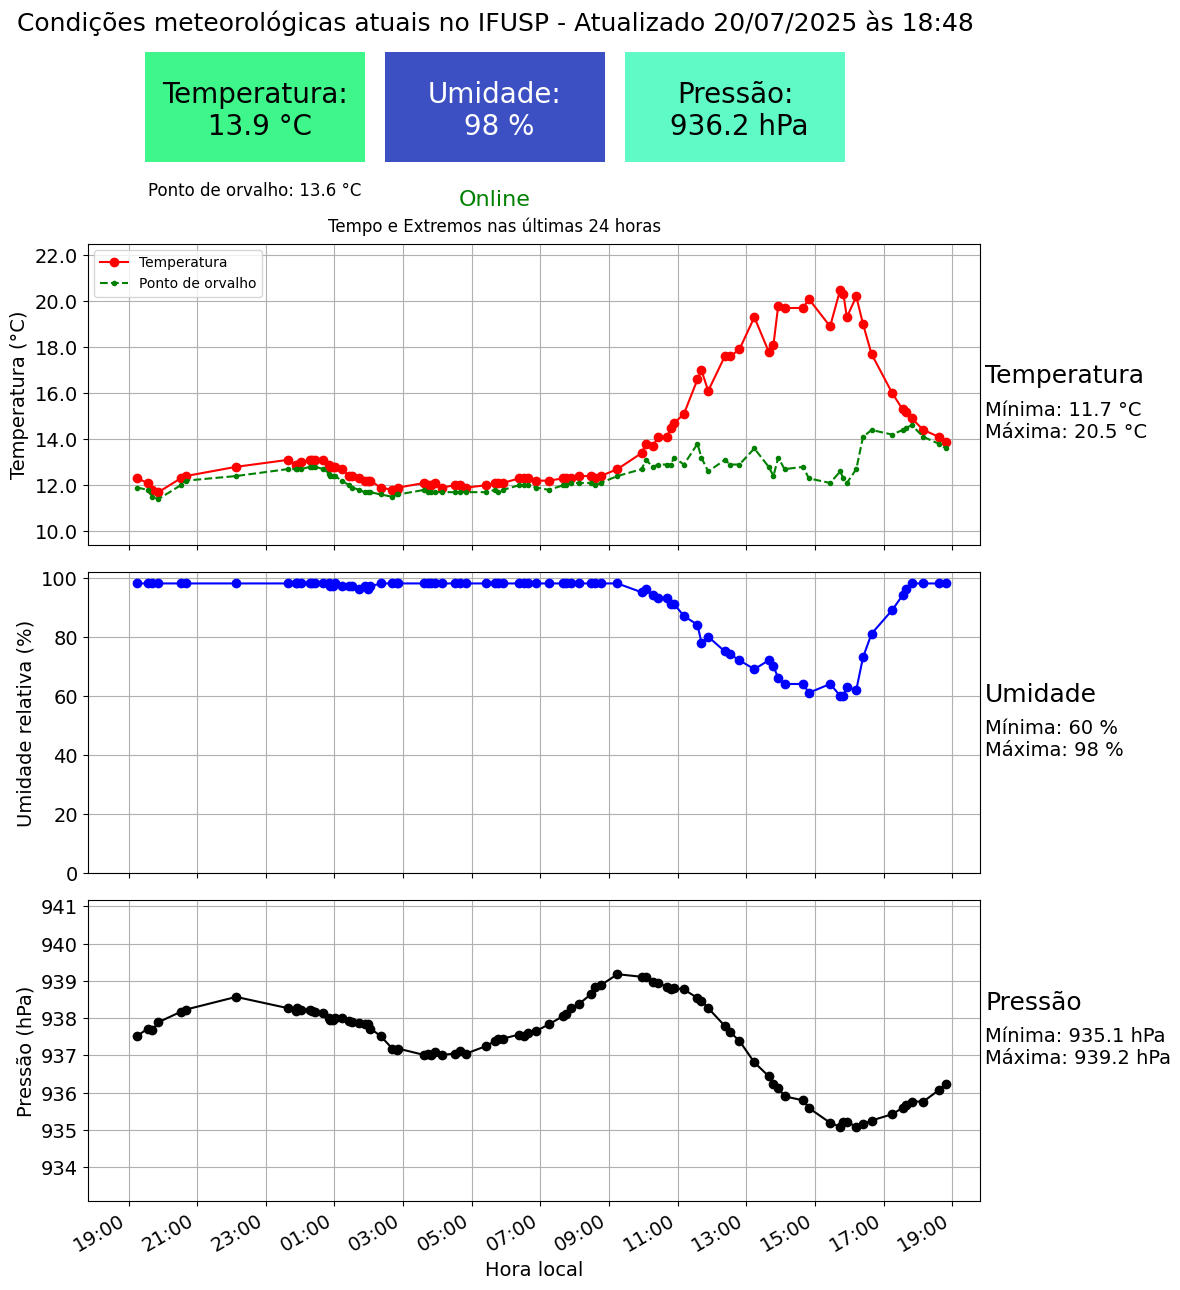 Condições meteorológicas atuais no IFUSP - Atualizado 20/07/2025 às 18:48
Temperatura:
13.9 °C
Umidade:
98 %
Pressão:
936.2 hPa
Ponto de orvalho: 13.6 °C
Online
Tempo e Extremos nas últimas 24 horas
Temperatura (°C)
22.0
20.0
18.0
16.0
14.0
12.0
10.0
Temperatura
Ponto de orvalho
Temperatura
Mínima: 11.7 °C
Máxima: 20.5 °C
Umidade relativa (%)
100
80
60
40
20
0
Umidade
Mínima: 60 %
Máxima: 98 %
Pressão (hPa)
941
940
939
938
937
936
935
934
Pressão
Mínima: 935.1 hPa
Máxima: 939.2 hPa
19:00 21:00 23:00 01:00 03:00 05:00 07:00 09:00 11:00 13:00 15:00 17:00 19:00
Hora local